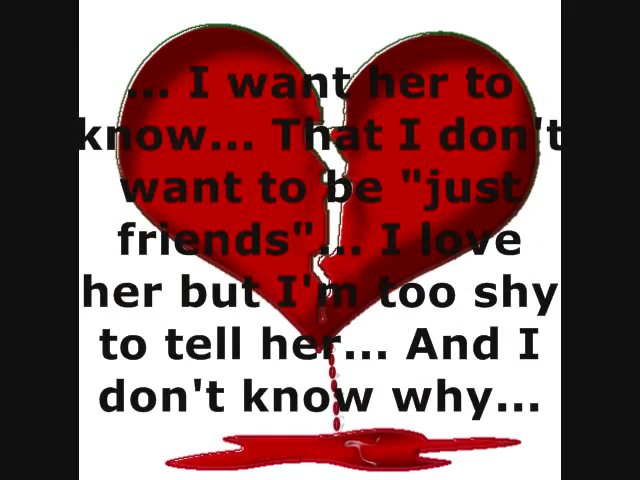 ... I want her to
know... That I don't
want to be "just
friends"... I love
her but I'm too shy
to tell her... And I
don't know why...